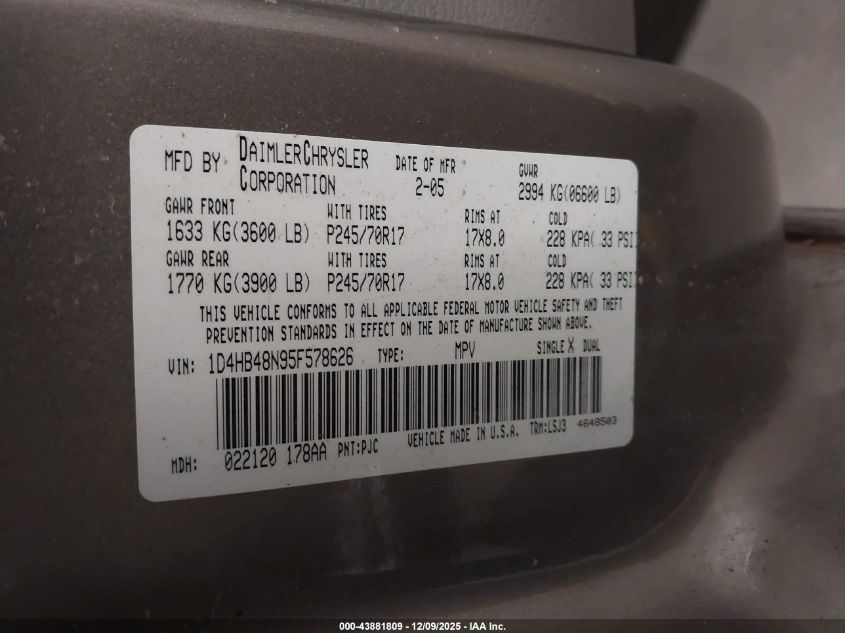 MFD BY DAIMLERCHRYSLER CORPORATION DATE OF MFR 2-05 GVWR 2994 KG(06600 LB)
GAWR FRONT WITH TIRES RIMS AT COLD
1633 KG(3600 LB) P245/70R17 17X8.0 228 KPA( 33 PSI)
GAWR REAR WITH TIRES RIMS AT COLD
1770 KG(3900 LB) P245/70R17 17X8.0 228 KPA( 33 PSI)
THIS VEHICLE CONFORMS TO ALL APPLICABLE FEDERAL MOTOR VEHICLE SAFETY AND THEFT
PREVENTION STANDARDS IN EFFECT ON THE DATE OF MANUFACTURE SHOWN ABOVE.
VIN: 1D4HB48N95F578626 TYPE: MPV SINGLE X DUAL
MDH: 022120 178AA PNT:PJC VEHICLE MADE IN U.S.A. TRM:L5J3 4648503
000-43881809 - 12/09/2025 - IAA Inc.